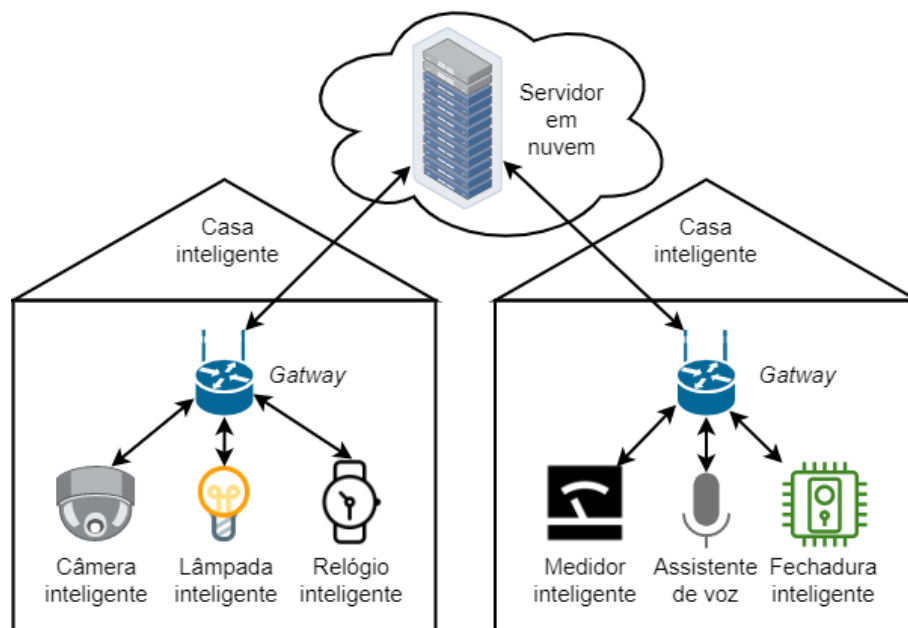 Servidor
em
nuvem
Casa
inteligente
Casa
inteligente
Gatway
Gatway
Câmera
inteligente
Lâmpada
inteligente
Relógio
inteligente
Medidor
inteligente
Assistente
de voz
Fechadura
inteligente